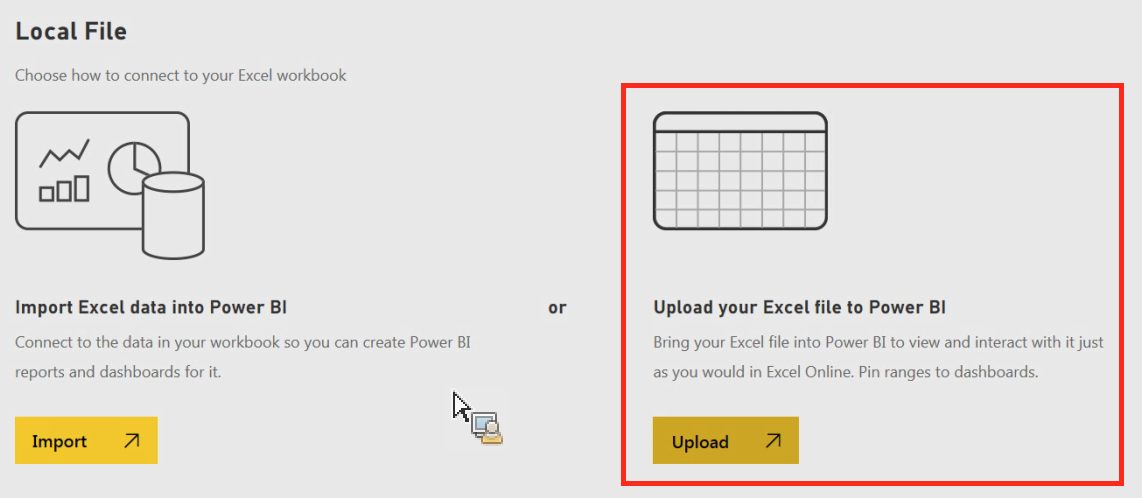 Local File
Choose how to connect to your Excel workbook
Import Excel data into Power BI
Connect to the data in your workbook so you can create Power BI
reports and dashboards for it.
Import
or
Upload your Excel file to Power BI
Bring your Excel file into Power BI to view and interact with it just
as you would in Excel Online. Pin ranges to dashboards.
Upload